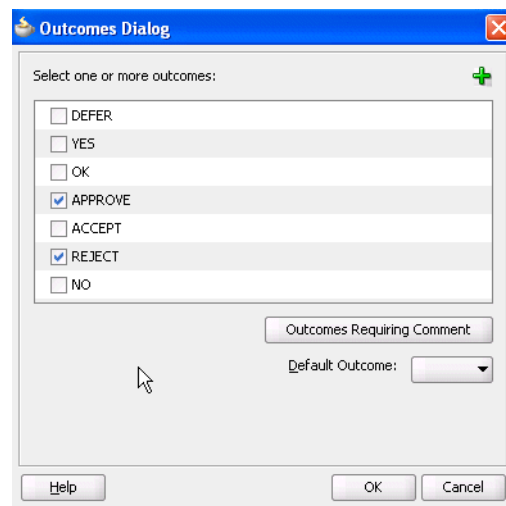 Outcomes Dialog
Select one or more outcomes:
DEFER
YES
OK
APPROVE
ACCEPT
REJECT
NO
Outcomes Requiring Comment
Default Outcome:
Help OK Cancel